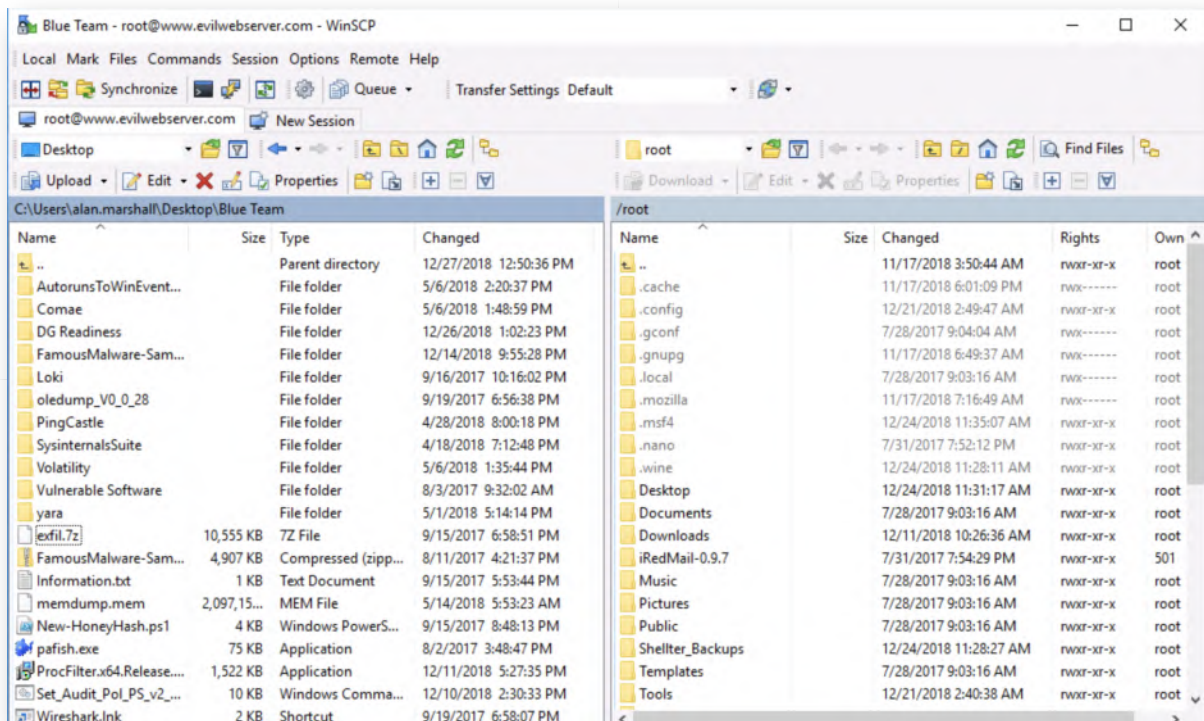 Blue Team - root@www.evilwebserver.com - WinSCP
Local Mark Files Commands Session Options Remote Help
Synchronize Queue Transfer Settings Default
root@www.evilwebserver.com New Session
Desktop root Find Files
Upload Edit Properties Download Edit Properties
C:\Users\alan.marshall\Desktop\Blue Team /root
Name Size Type Changed Name Size Changed Rights Own
.. Parent directory 12/27/2018 12:50:36 PM .. 11/17/2018 3:50:44 AM rwxr-xr-x root
AutorunsToWinEvent... File folder 5/6/2018 2:20:37 PM .cache 11/17/2018 6:01:09 PM rwx------ root
Comae File folder 5/6/2018 1:48:59 PM .config 12/21/2018 2:49:47 AM rwxr-xr-x root
DG Readiness File folder 12/26/2018 1:02:23 PM .gconf 7/28/2017 9:04:04 AM rwx------ root
FamousMalware-Sam... File folder 12/14/2018 9:55:28 PM .gnupg 11/17/2018 6:49:37 AM rwx------ root
Loki File folder 9/16/2017 10:16:02 PM .local 7/28/2017 9:03:16 AM rwx------ root
oledump_V0_0_28 File folder 9/19/2017 6:56:38 PM .mozilla 11/17/2018 7:16:49 AM rwx------ root
PingCastle File folder 4/28/2018 8:00:18 PM .msf4 12/24/2018 11:35:07 AM rwxr-xr-x root
SysinternalsSuite File folder 4/18/2018 7:12:48 PM .nano 7/31/2017 7:52:12 PM rwxr-xr-x root
Volatility File folder 5/6/2018 1:35:44 PM .wine 12/24/2018 11:28:11 AM rwxr-xr-x root
Vulnerable Software File folder 8/3/2017 9:32:02 AM Desktop 12/24/2018 11:31:17 AM rwxr-xr-x root
yara File folder 5/1/2018 5:14:14 PM Documents 7/28/2017 9:03:16 AM rwxr-xr-x root
exfil.7z 10,555 KB 7Z File 9/15/2017 6:58:51 PM Downloads 12/11/2018 10:26:36 AM rwxr-xr-x root
FamousMalware-Sam... 4,907 KB Compressed (zipp... 8/11/2017 4:21:37 PM iRedMail-0.9.7 7/31/2017 7:54:29 PM rwxr-xr-x 501
Information.txt 1 KB Text Document 9/15/2017 5:53:44 PM Music 7/28/2017 9:03:16 AM rwxr-xr-x root
memdump.mem 2,097,15... MEM File 5/14/2018 5:53:23 AM Pictures 7/28/2017 9:03:16 AM rwxr-xr-x root
New-HoneyHash.ps1 4 KB Windows PowerS... 9/15/2017 8:48:13 PM Public 7/28/2017 9:03:16 AM rwxr-xr-x root
pafish.exe 75 KB Application 8/2/2017 3:48:47 PM Shellter_Backups 12/24/2018 11:28:27 AM rwxr-xr-x root
ProcFilter.x64.Release.... 1,522 KB Application 12/11/2018 5:27:35 PM Templates 7/28/2017 9:03:16 AM rwxr-xr-x root
Set_Audit_Pol_PS_v2_... 10 KB Windows Comma... 12/10/2018 2:30:33 PM Tools 12/21/2018 2:40:38 AM rwxr-xr-x root
Wireshark.lnk 2 KB Shortcut 9/19/2017 6:58:07 PM